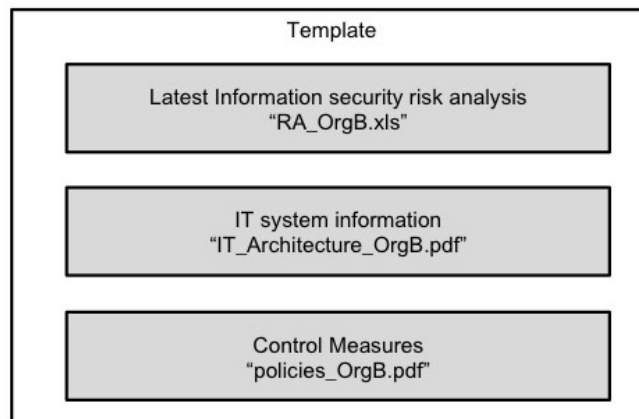 Template
Latest Information security risk analysis
“RA_OrgB.xls”
IT system information
“IT_Architecture_OrgB.pdf”
Control Measures
“policies_OrgB.pdf”